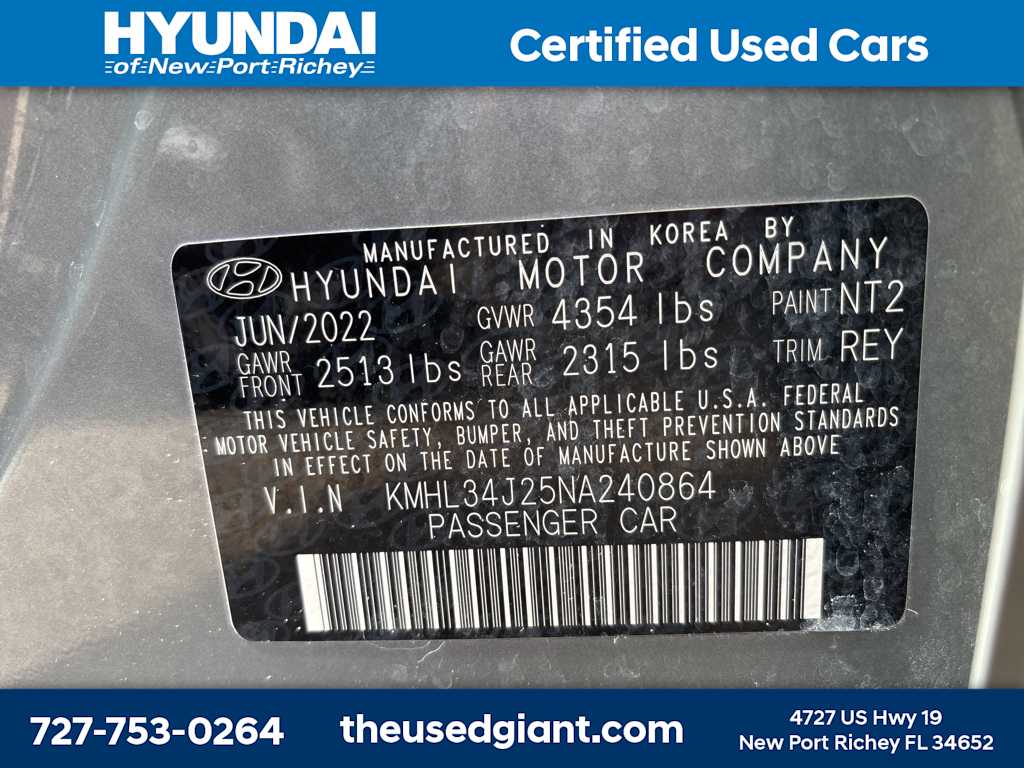 HYUNDAI
of New Port Richey
Certified Used Cars
MANUFACTURED IN KOREA BY
HYUNDAI MOTOR COMPANY
JUN/2022 GVWR 4354 lbs PAINT NT2
GAWR FRONT 2513 lbs GAWR REAR 2315 lbs TRIM REY
THIS VEHICLE CONFORMS TO ALL APPLICABLE U.S.A. FEDERAL
MOTOR VEHICLE SAFETY, BUMPER, AND THEFT PREVENTION STANDARDS
IN EFFECT ON THE DATE OF MANUFACTURE SHOWN ABOVE
V.I.N KMHL34J25NA240864
PASSENGER CAR
727-753-0264
theusedgiant.com
4727 US Hwy 19
New Port Richey FL 34652